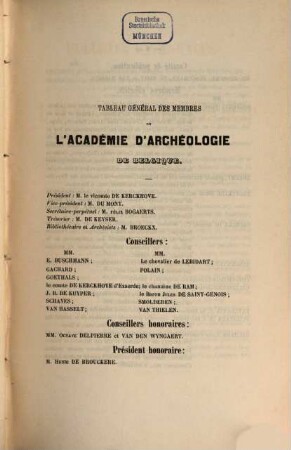 Bayerische
Staatsbibliothek
MÜNCHEN
TABLEAU GÉNÉRAL DES MEMBRES
DE
L'ACADÉMIE D'ARCHÉOLOGIE
DE BELGIQUE.
Président: M. le vicomte DE KERCKHOVE.
Vice-président: M. DU MONT.
Secrétaire-perpétuel: M. FÉLIX BOGAERTS.
Trésorier: M. DE KEYSER.
Bibliothécaire et Archiviste: M. BROECKX.
Conseillers:
MM. MM.
E. BUSCHMANN; Le chevalier de LEBIDART;
GACHARD; POLAIN;
GOETHALS;
le comte DE KERCKHOVE d'Exaerde; le chanoine DE RAM;
J. B. DE KUYPER; le Baron JULES DE SAINT-GENOIS;
SCHAYES; SMOLDEREN;
VAN HASSELT; VAN THIELEN.
Conseillers honoraires:
MM. OCTAVE DELPIERRE et VAN DEN WYNGAERT.
Président honoraire:
M. HENRI DE BROUCKERE.